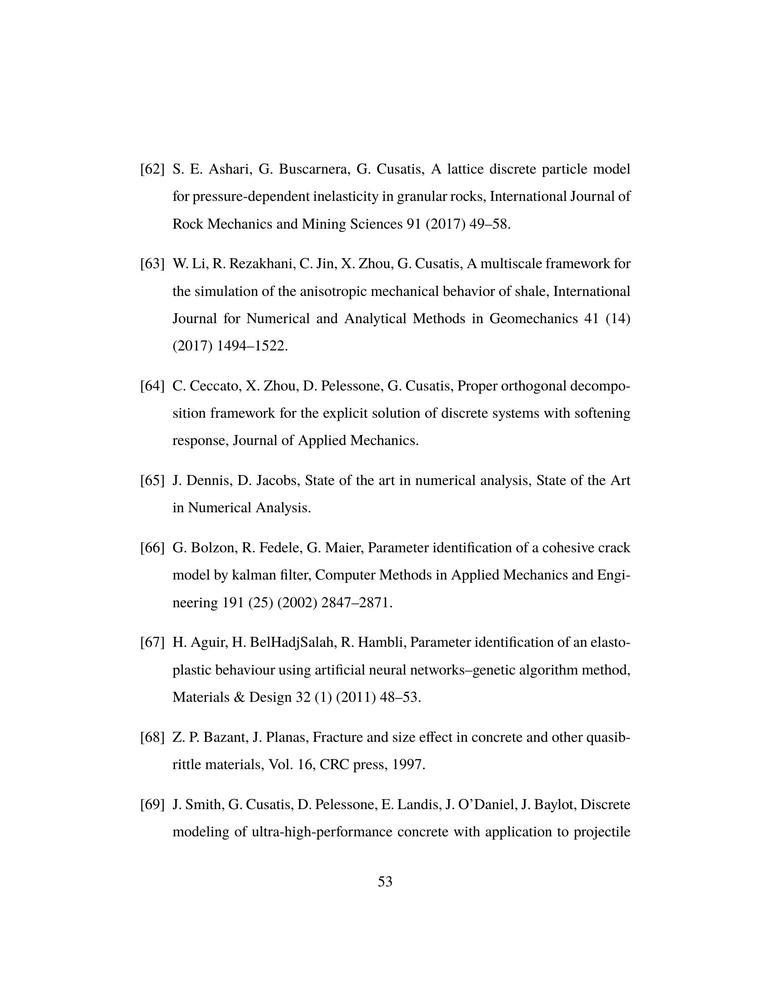 [62] S. E. Ashari, G. Buscarnera, G. Cusatis, A lattice discrete particle model
for pressure-dependent inelasticity in granular rocks, International Journal of
Rock Mechanics and Mining Sciences 91 (2017) 49–58.
[63] W. Li, R. Rezakhani, C. Jin, X. Zhou, G. Cusatis, A multiscale framework for
the simulation of the anisotropic mechanical behavior of shale, International
Journal for Numerical and Analytical Methods in Geomechanics 41 (14)
(2017) 1494–1522.
[64] C. Ceccato, X. Zhou, D. Pelessone, G. Cusatis, Proper orthogonal decompo-
sition framework for the explicit solution of discrete systems with softening
response, Journal of Applied Mechanics.
[65] J. Dennis, D. Jacobs, State of the art in numerical analysis, State of the Art
in Numerical Analysis.
[66] G. Bolzon, R. Fedele, G. Maier, Parameter identification of a cohesive crack
model by kalman filter, Computer Methods in Applied Mechanics and Engi-
neering 191 (25) (2002) 2847–2871.
[67] H. Aguir, H. BelHadjSalah, R. Hambli, Parameter identification of an elasto-
plastic behaviour using artificial neural networks–genetic algorithm method,
Materials & Design 32 (1) (2011) 48–53.
[68] Z. P. Bazant, J. Planas, Fracture and size effect in concrete and other quasib-
rittle materials, Vol. 16, CRC press, 1997.
[69] J. Smith, G. Cusatis, D. Pelessone, E. Landis, J. O'Daniel, J. Baylot, Discrete
modeling of ultra-high-performance concrete with application to projectile
53